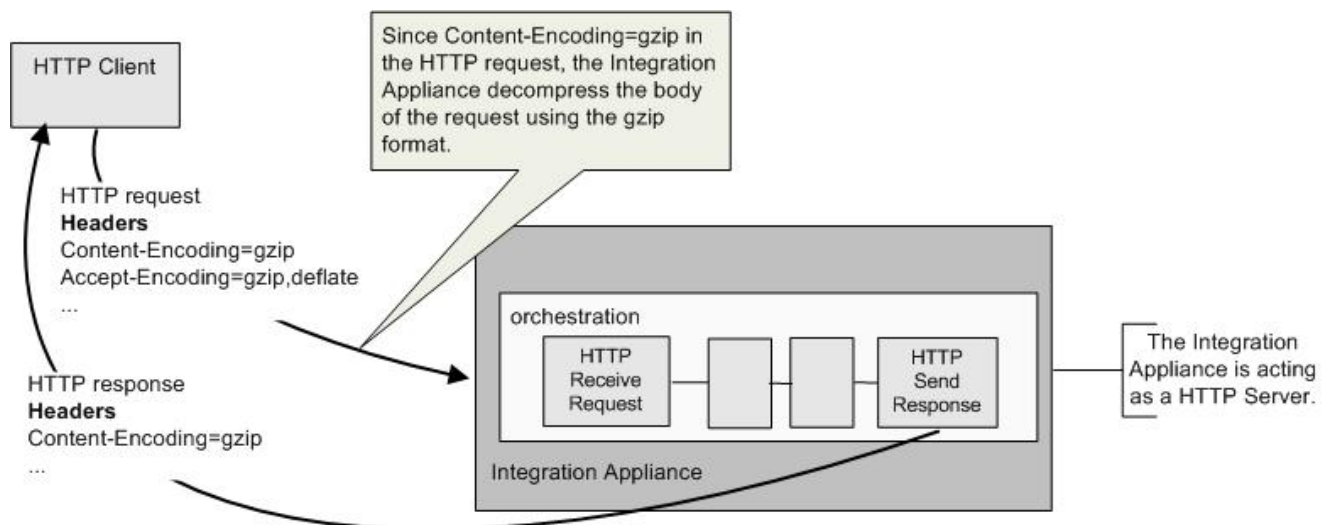 HTTP Client
Since Content-Encoding=gzip in
the HTTP request, the Integration
Appliance decompress the body
of the request using the gzip
format.
HTTP request
Headers
Content-Encoding=gzip
Accept-Encoding=gzip,deflate
...
orchestration
HTTP
Receive
Request
HTTP
Send
Response
Integration Appliance
The Integration
Appliance is acting
as a HTTP Server.
HTTP response
Headers
Content-Encoding=gzip
...